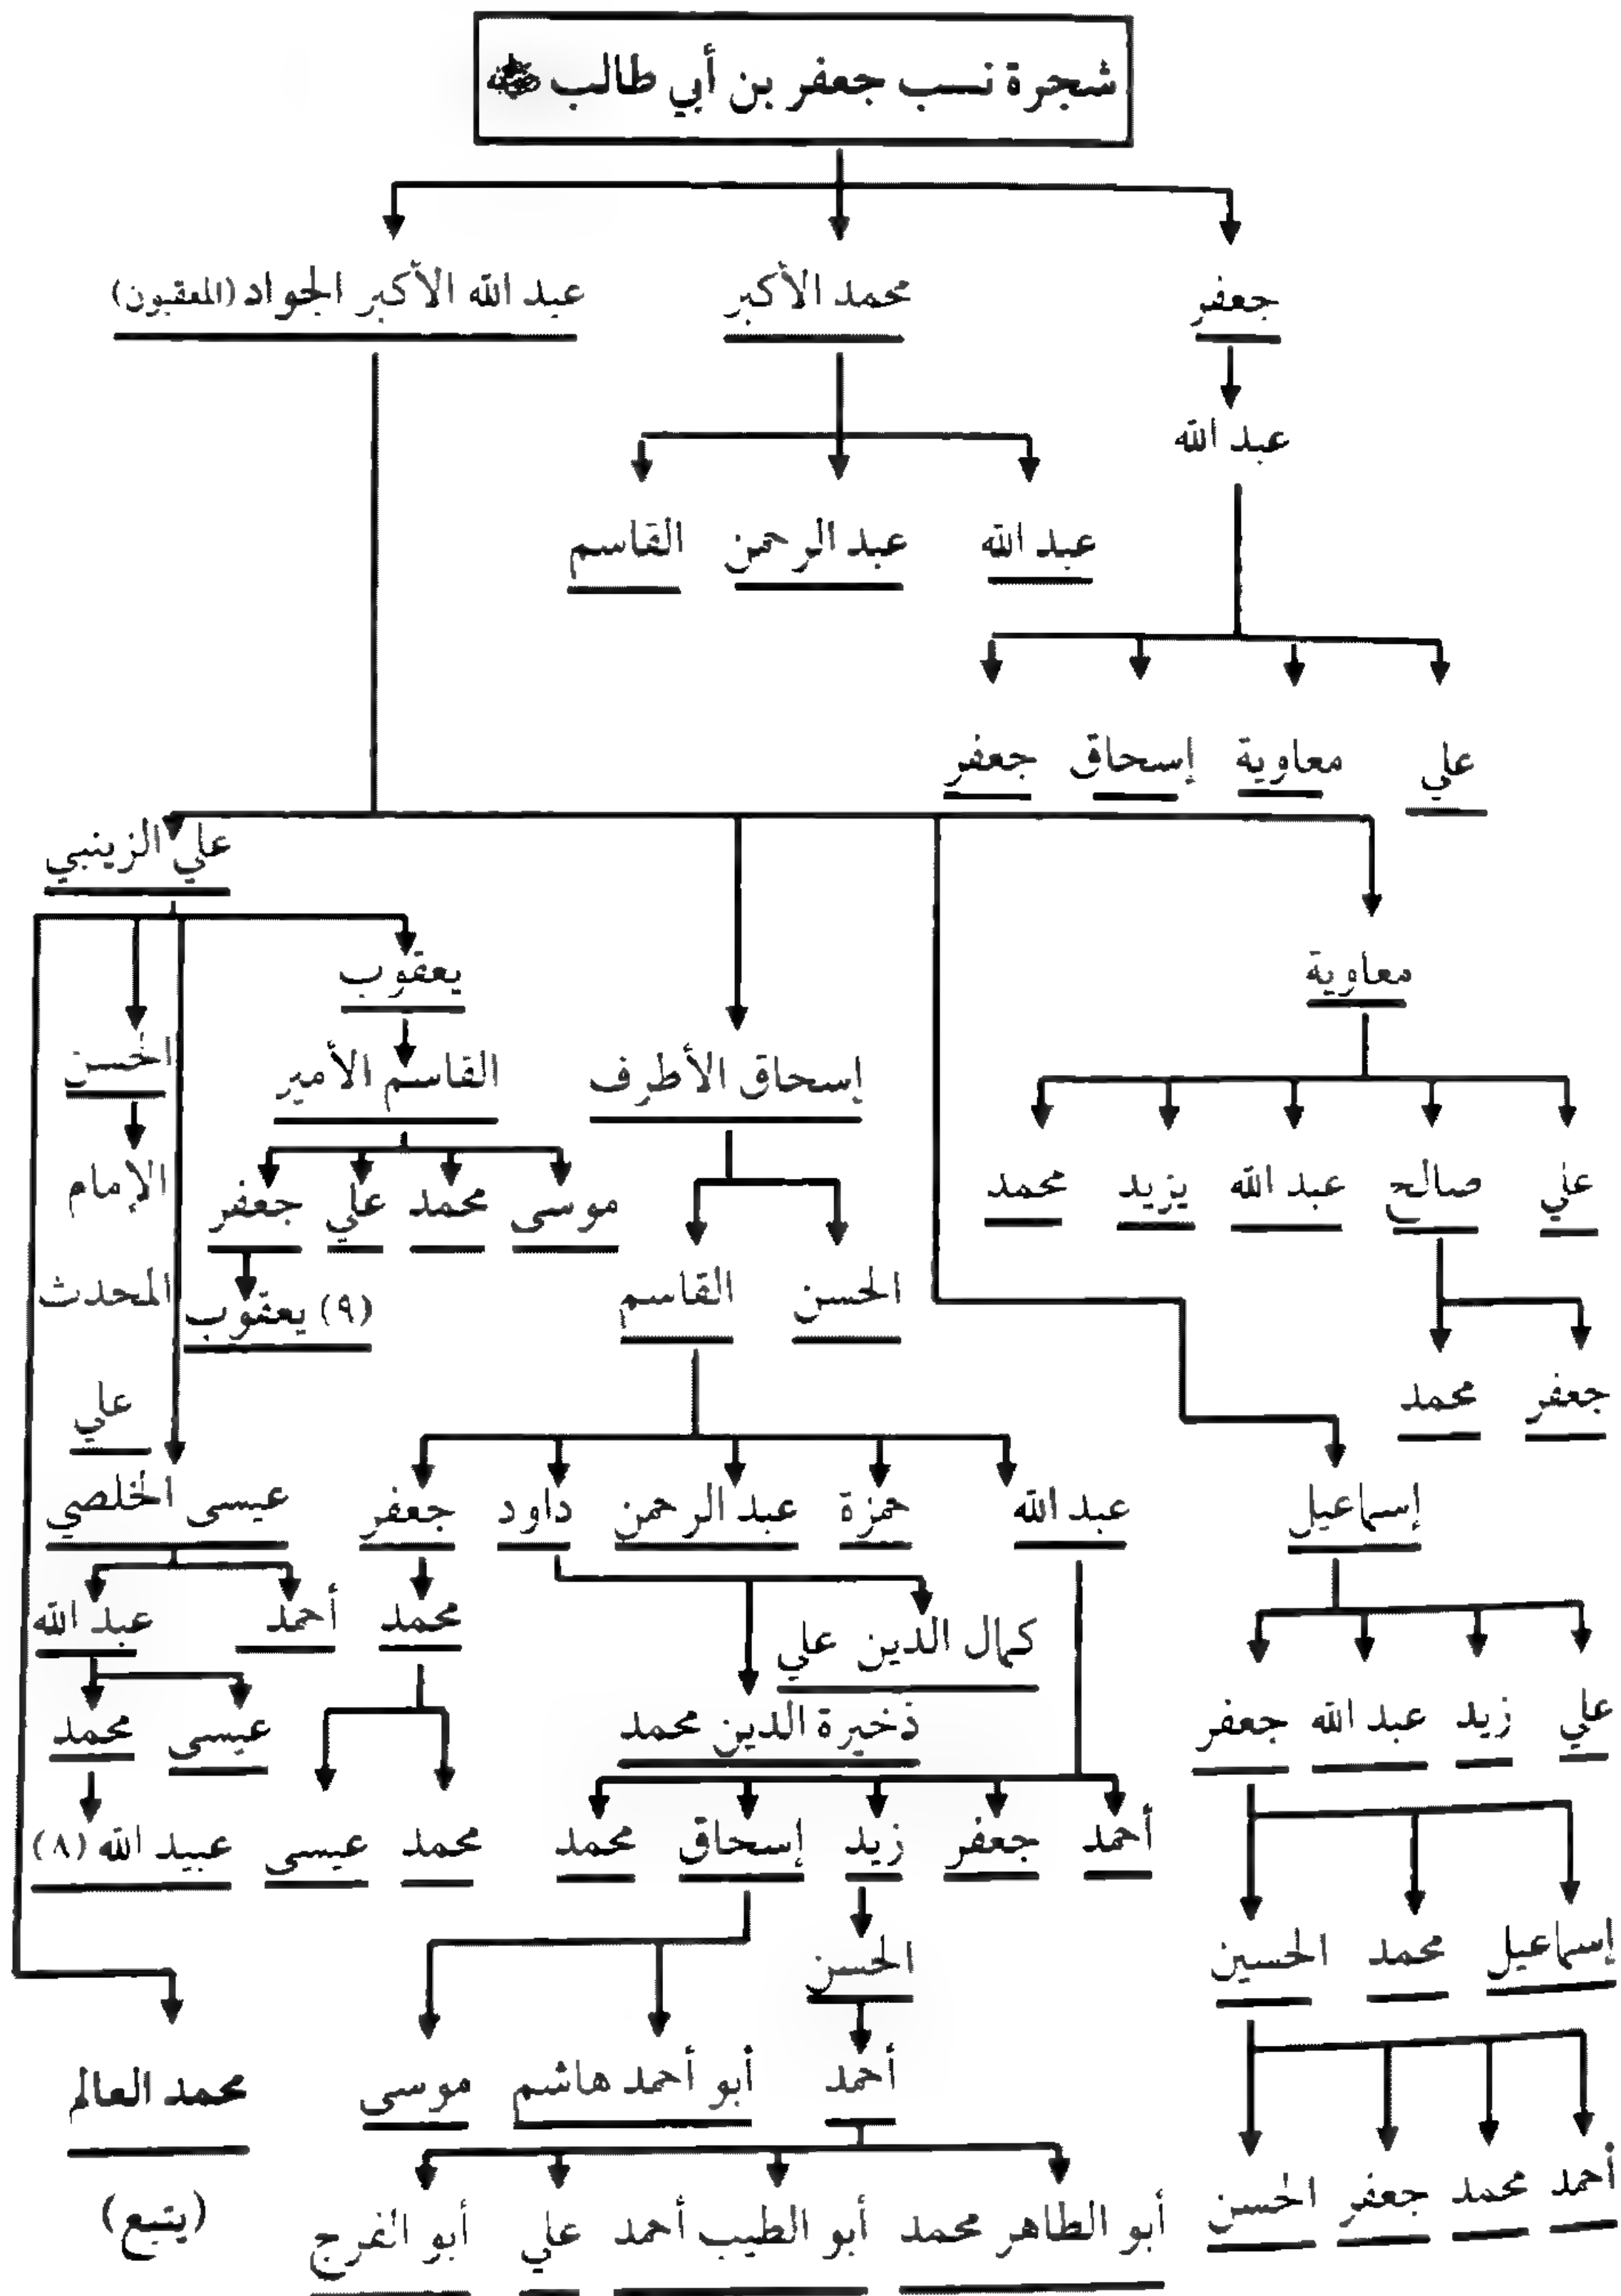 شجرة نسب جعفر بن أبي طالب ﷺ
جعفر
محمد الأكبر
عبد الله الأكبر الجواد (المعقبون)
عبد الله
عبد الله
عبد الرحمن
القاسم
علي
معاوية
إسحاق
جعفر
علي الزينبي
معاوية
يعقوب
إسحاق الأطرف
القاسم الأمير
الحسن
علي
صالح
عبد الله
يزيد
محمد
موسى
محمد
علي
جعفر
الإمام
المحدث
علي
الحسن
القاسم
(٩) يعقوب
جعفر
محمد
إسماعيل
عبد الله
حمزة
عبد الرحمن
داود
جعفر
عيسى الخلصي
كمال الدين علي
محمد
أحمد
عبد الله
علي
زيد
عبد الله
جعفر
ذخيرة الدين محمد
عيسى
محمد
أحمد
جعفر
زيد
إسحاق
محمد
محمد
عيسى
عبيد الله (٨)
إسماعيل
محمد
الحسين
الحسن
أحمد
أبو أحمد هاشم
موسى
محمد العالم
أحمد
محمد
جعفر
الحسن
أبو الطاهر محمد
أبو الطيب أحمد
علي
أبو الفرج
(يتبع)